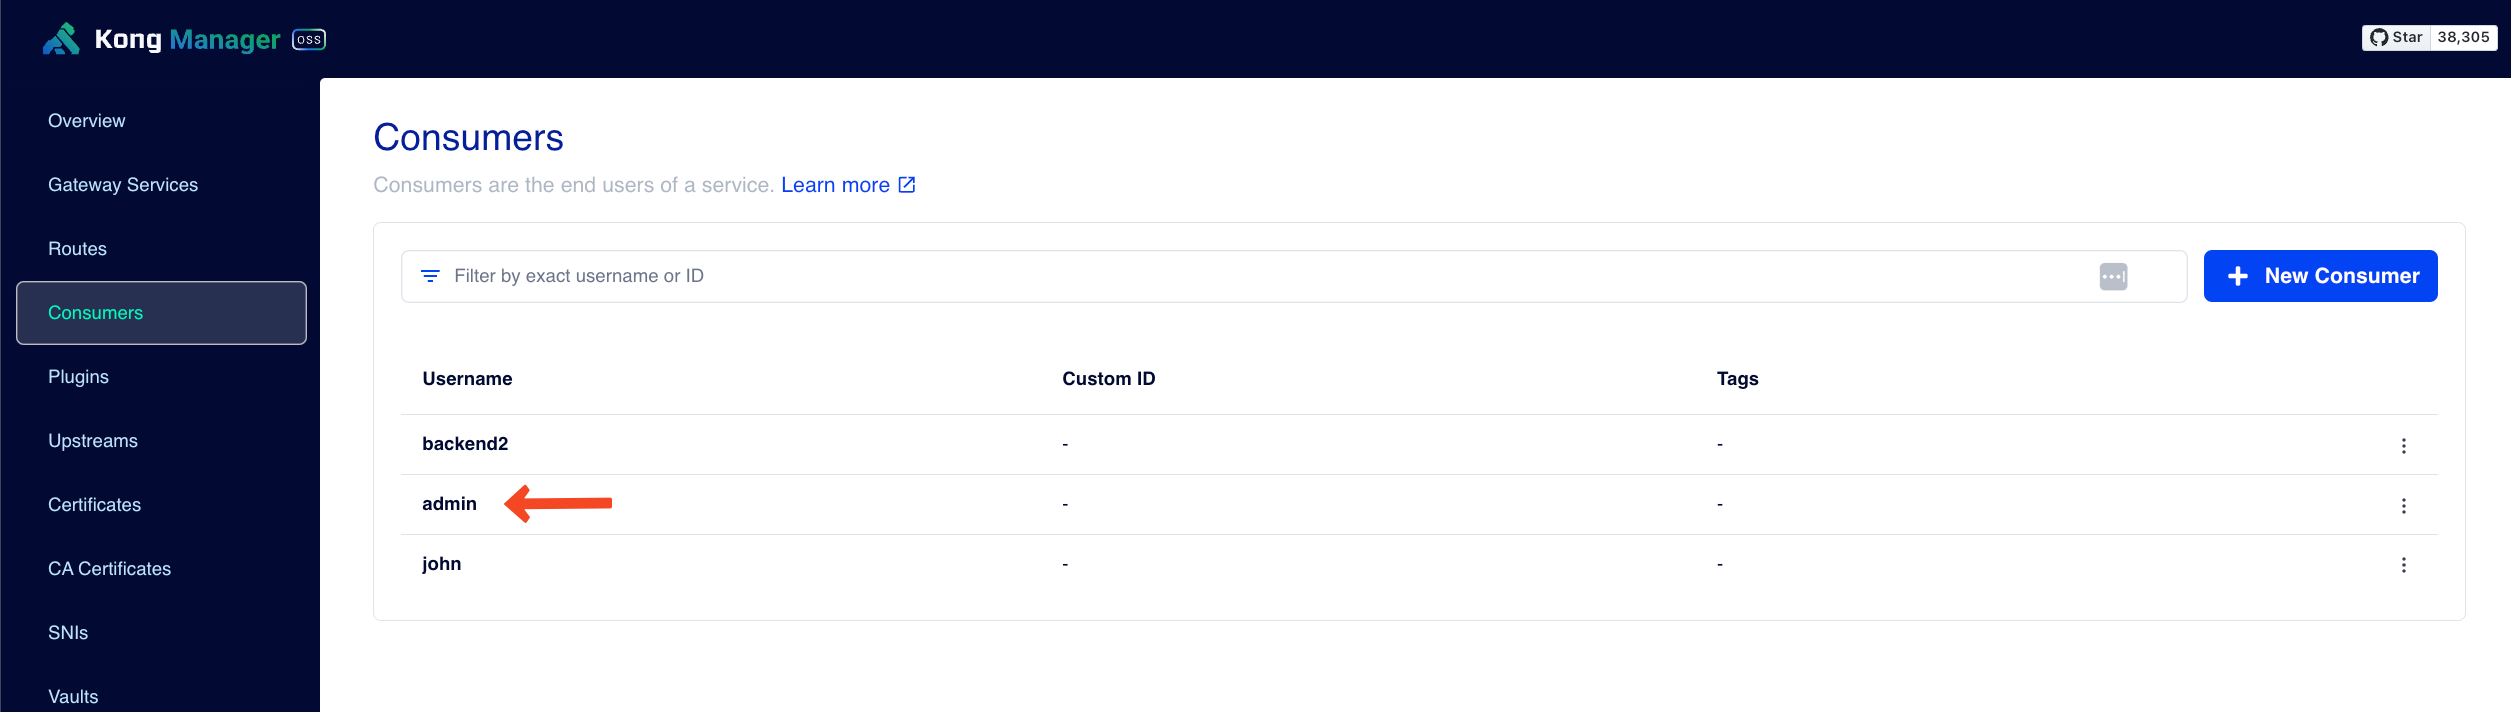 Kong Manager OSS
Star 38,305
Overview
Gateway Services
Routes
Consumers
Plugins
Upstreams
Certificates
CA Certificates
SNIs
Vaults
Consumers
Consumers are the end users of a service. Learn more
Filter by exact username or ID
New Consumer
Username Custom ID Tags
backend2 - -
admin - -
john - -